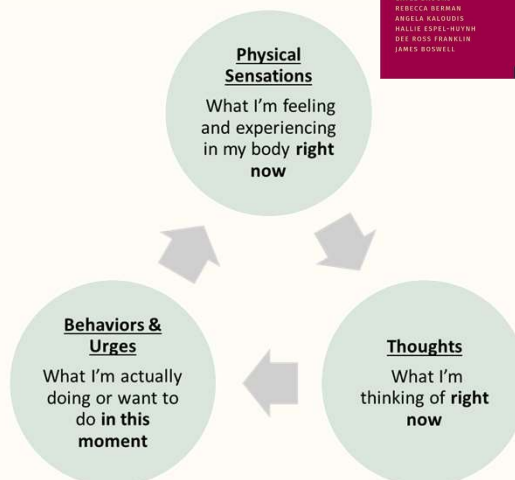 REBECCA BERMAN
ANGELA KALOUDIS
HALLIE ESPEL-HUYNH
DEE ROSS FRANKLIN
JAMES BOSWELL
Physical
Sensations
What I'm feeling
and experiencing
in my body right
now
Behaviors &
Urges
What I'm actually
doing or want to
do in this
moment
Thoughts
What I'm
thinking of right
now